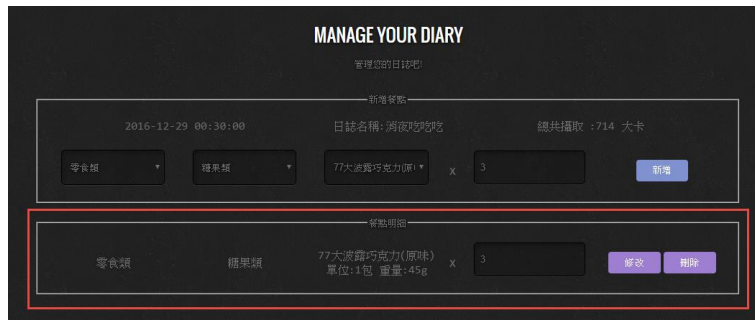 MANAGE YOUR DIARY
管理您的日誌吧!
新增餐點
2016-12-29 00:30:00 日誌名稱:消夜吃吃吃 總共攝取 :714 大卡
零食類 糖果類 77大波露巧克力(原 x 3 新增
餐點明細
零食類 糖果類 77大波露巧克力(原味) x 3 修改 刪除
單位:1包 重量:45g